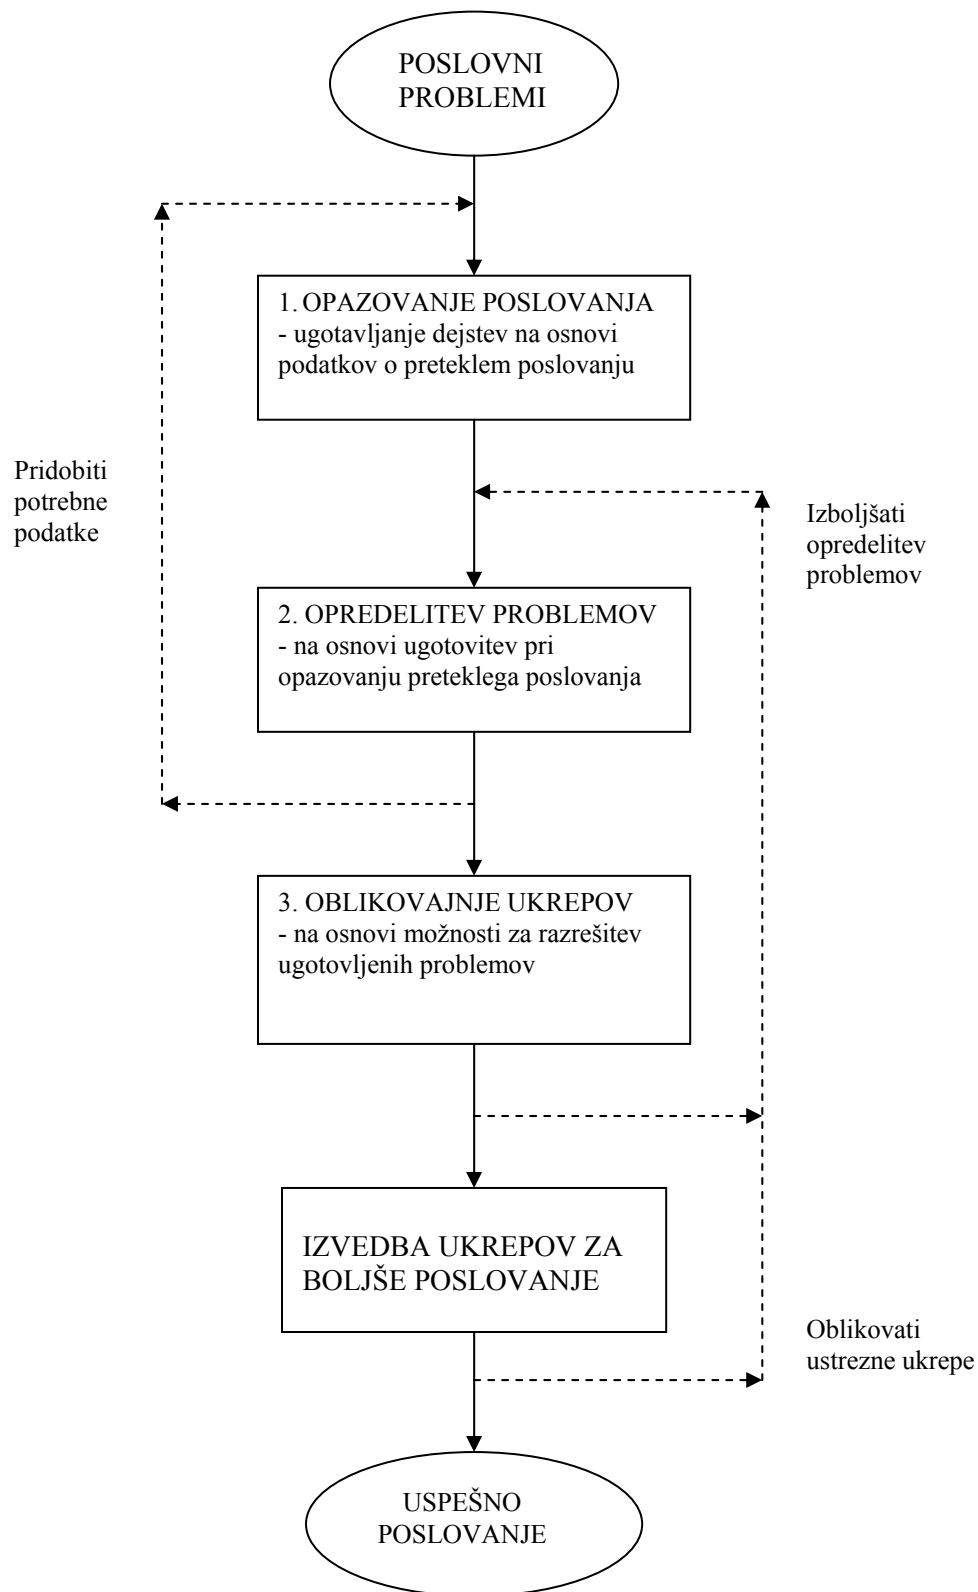 POSLOVNI
PROBLEMI
1. OPAZOVANJE POSLOVANJA
- ugotavljanje dejstev na osnovi
podatkov o preteklem poslovanju
Pridobiti
potrebne
podatke
Izboljšati
opredelitev
problemov
2. OPREDELITEV PROBLEMOV
- na osnovi ugotovitev pri
opazovanju preteklega poslovanja
3. OBLIKOVAJNJE UKREPOV
- na osnovi možnosti za razrešitev
ugotovljenih problemov
IZVEDBA UKREPOV ZA
BOLJŠE POSLOVANJE
Oblikovati
ustrezne ukrepe
USPEŠNO
POSLOVANJE